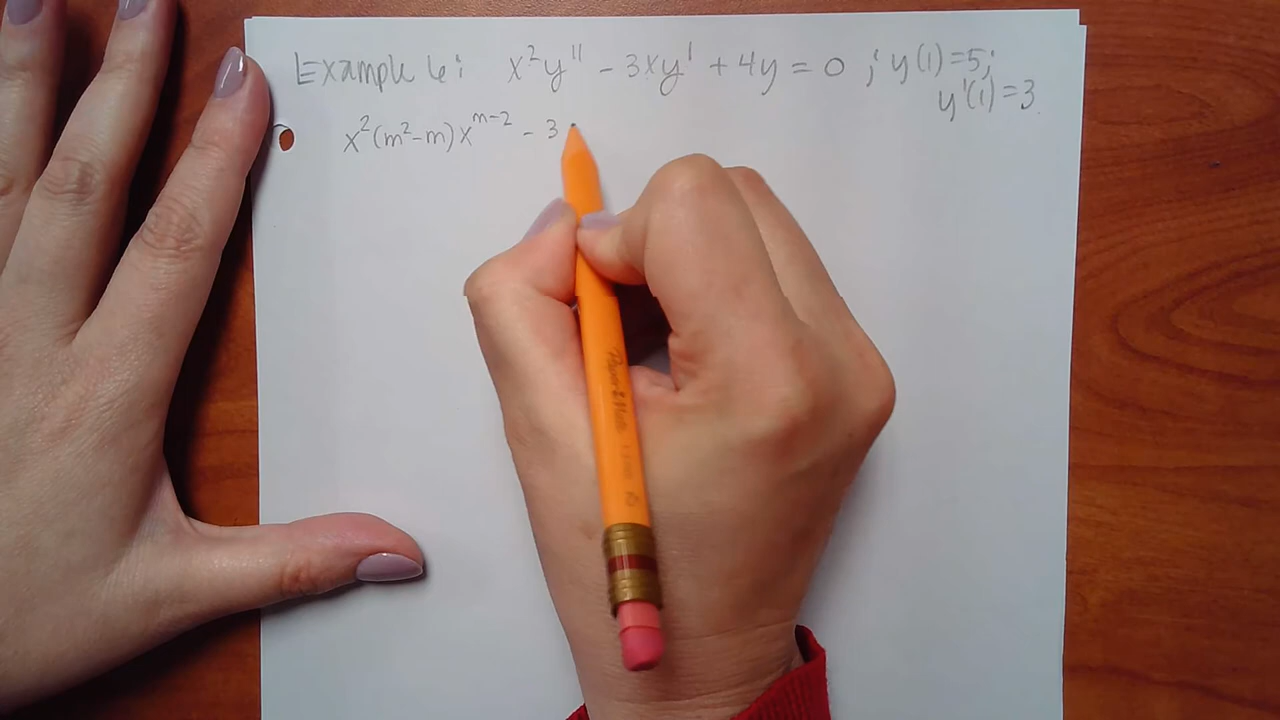 Example 6: x²y'' - 3xy' + 4y = 0 ; y(1)=5;
y'(1)=3
x²(m²-m)x^{m-2} - 3